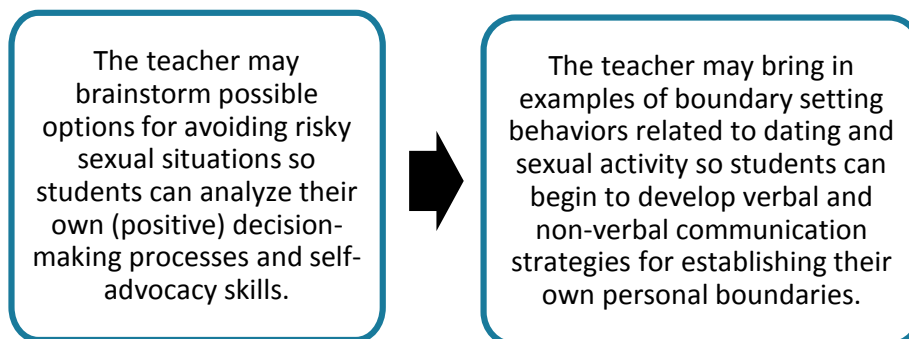 The teacher may
brainstorm possible
options for avoiding risky
sexual situations so
students can analyze their
own (positive) decision-
making processes and self-
advocacy skills.
The teacher may bring in
examples of boundary setting
behaviors related to dating and
sexual activity so students can
begin to develop verbal and
non-verbal communication
strategies for establishing their
own personal boundaries.